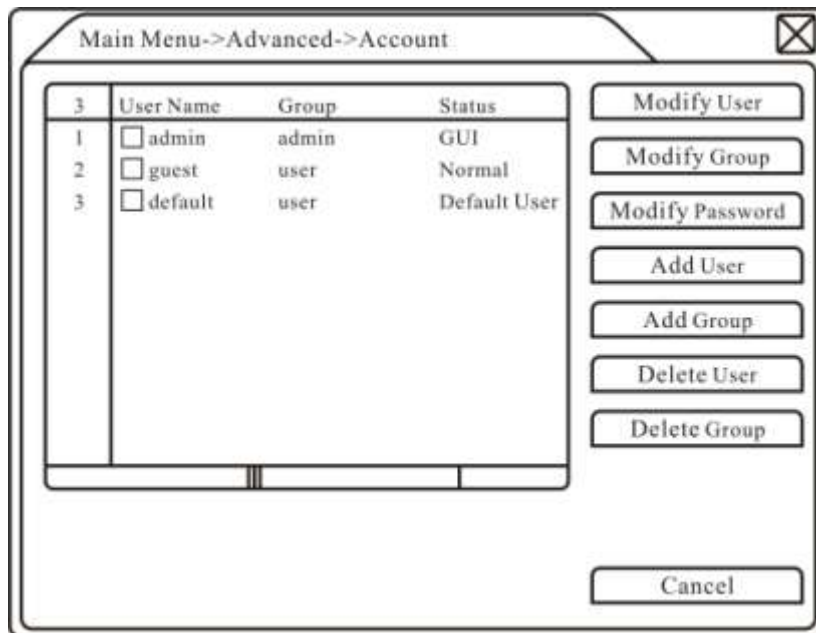 Main Menu->Advanced->Account
3 User Name Group Status
1 admin admin GUI
2 guest user Normal
3 default user Default User
Modify User
Modify Group
Modify Password
Add User
Add Group
Delete User
Delete Group
Cancel